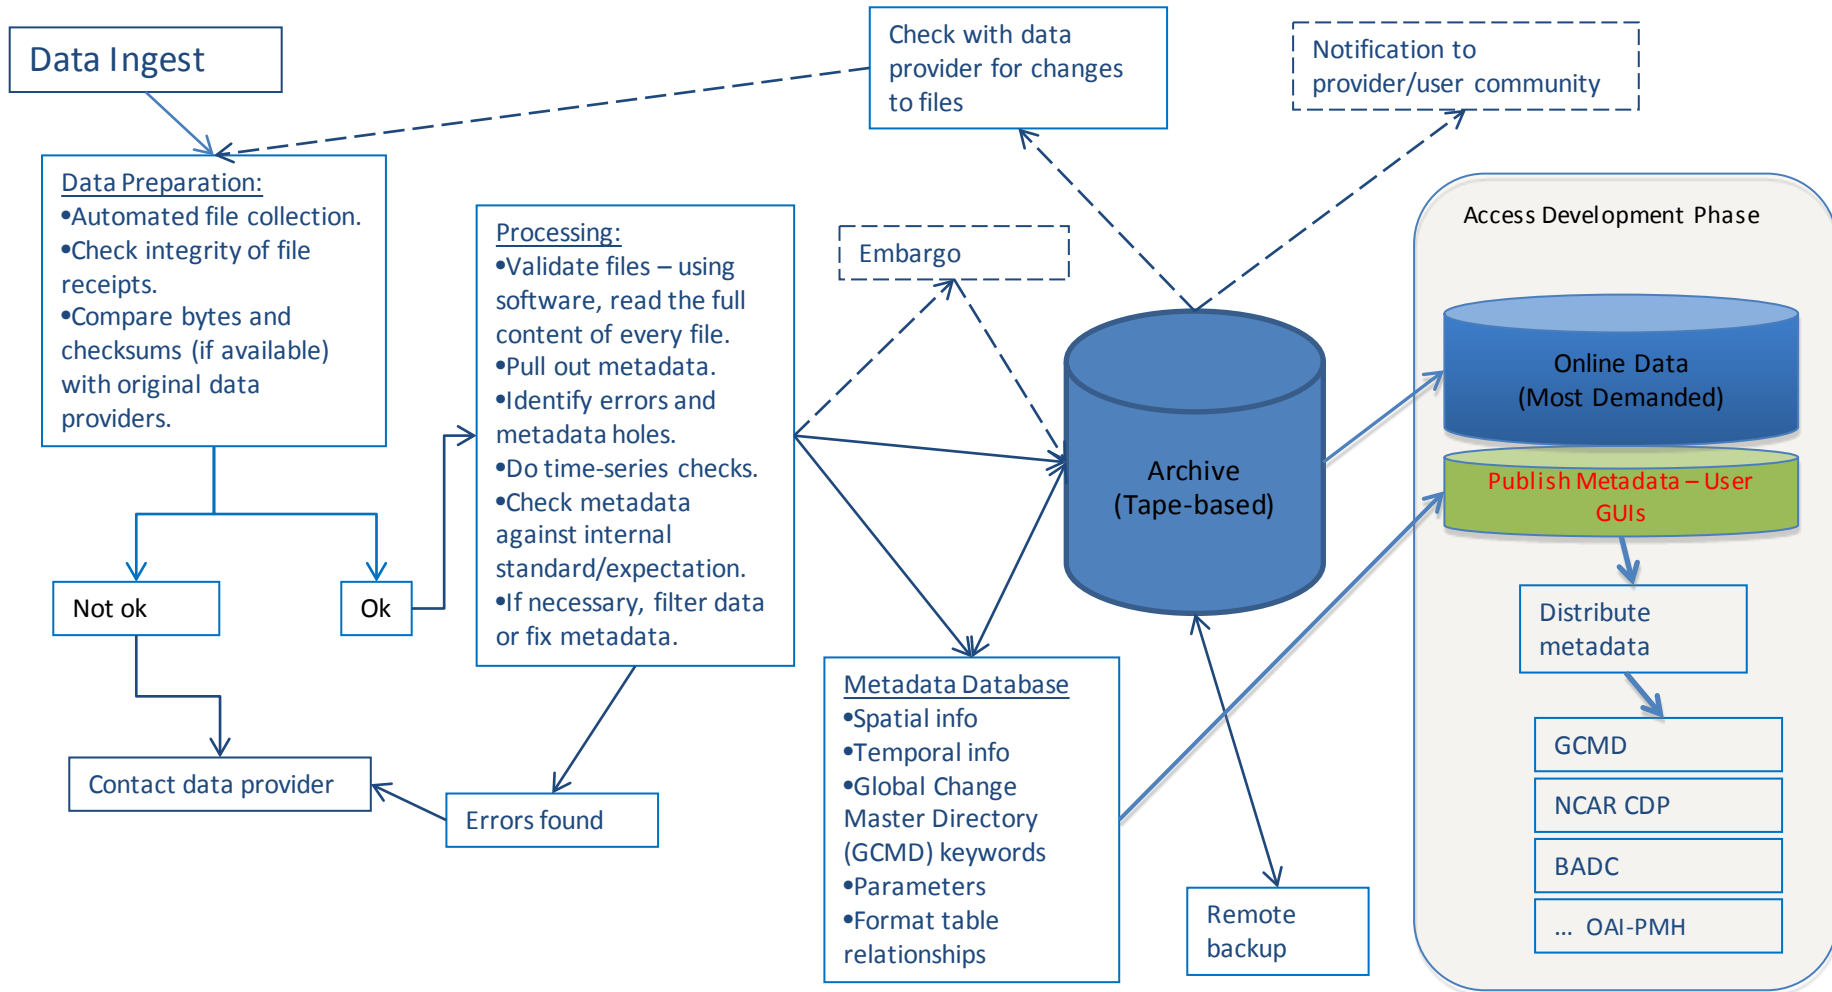 Data Ingest
Check with data
provider for changes
to files
Notification to
provider/user community
Data Preparation:
•Automated file collection.
•Check integrity of file
receipts.
•Compare bytes and
checksums (if available)
with original data
providers.
Not ok
Ok
Contact data provider
Processing:
•Validate files – using
software, read the full
content of every file.
•Pull out metadata.
•Identify errors and
metadata holes.
•Do time-series checks.
•Check metadata
against internal
standard/expectation.
•If necessary, filter data
or fix metadata.
Errors found
Embargo
Archive
(Tape-based)
Metadata Database
•Spatial info
•Temporal info
•Global Change
Master Directory
(GCMD) keywords
•Parameters
•Format table
relationships
Remote
backup
Access Development Phase
Online Data
(Most Demanded)
Publish Metadata – User
GUIs
Distribute
metadata
GCMD
NCAR CDP
BADC
... OAI-PMH